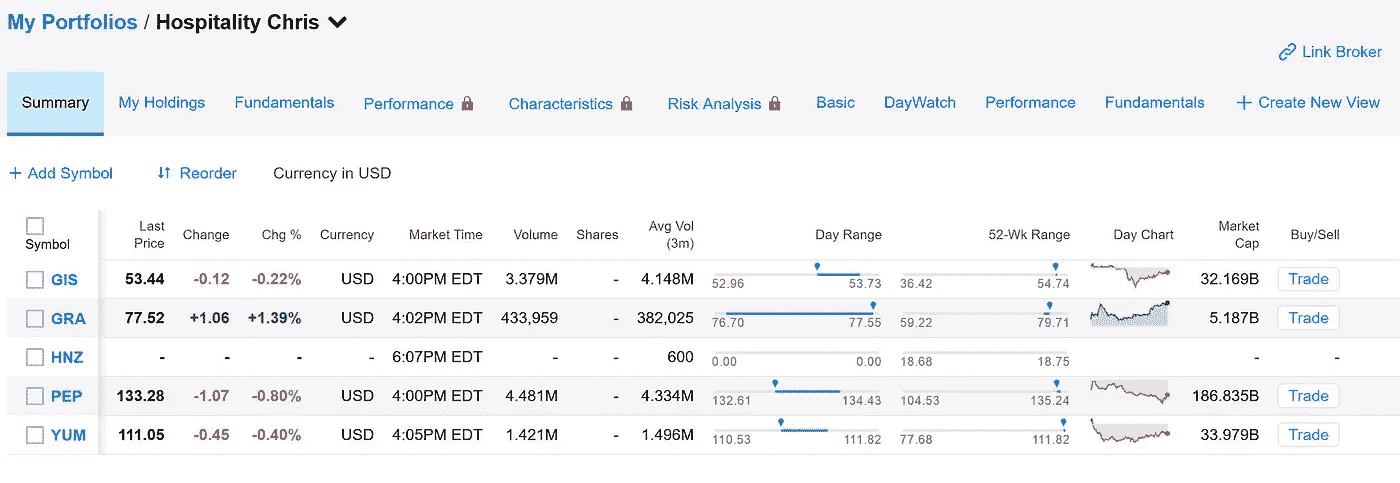 My Portfolios / Hospitality Chris
Link Broker
Summary My Holdings Fundamentals Performance Characteristics Risk Analysis Basic DayWatch Performance Fundamentals + Create New View
+ Add Symbol Reorder Currency in USD
Symbol Last Price Change Chg % Currency Market Time Volume Shares Avg Vol (3m) Day Range 52-Wk Range Day Chart Market Cap Buy/Sell
GIS 53.44 -0.12 -0.22% USD 4:00PM EDT 3.379M - 4.148M 52.96 53.73 36.42 54.74 32.169B Trade
GRA 77.52 +1.06 +1.39% USD 4:02PM EDT 433,959 - 382,025 76.70 77.55 59.22 79.71 5.187B Trade
HNZ - - - - 6:07PM EDT - - 600 0.00 0.00 18.68 18.75 - -
PEP 133.28 -1.07 -0.80% USD 4:00PM EDT 4.481M - 4.334M 132.61 134.43 104.53 135.24 186.835B Trade
YUM 111.05 -0.45 -0.40% USD 4:05PM EDT 1.421M - 1.496M 110.53 111.82 77.68 111.82 33.979B Trade